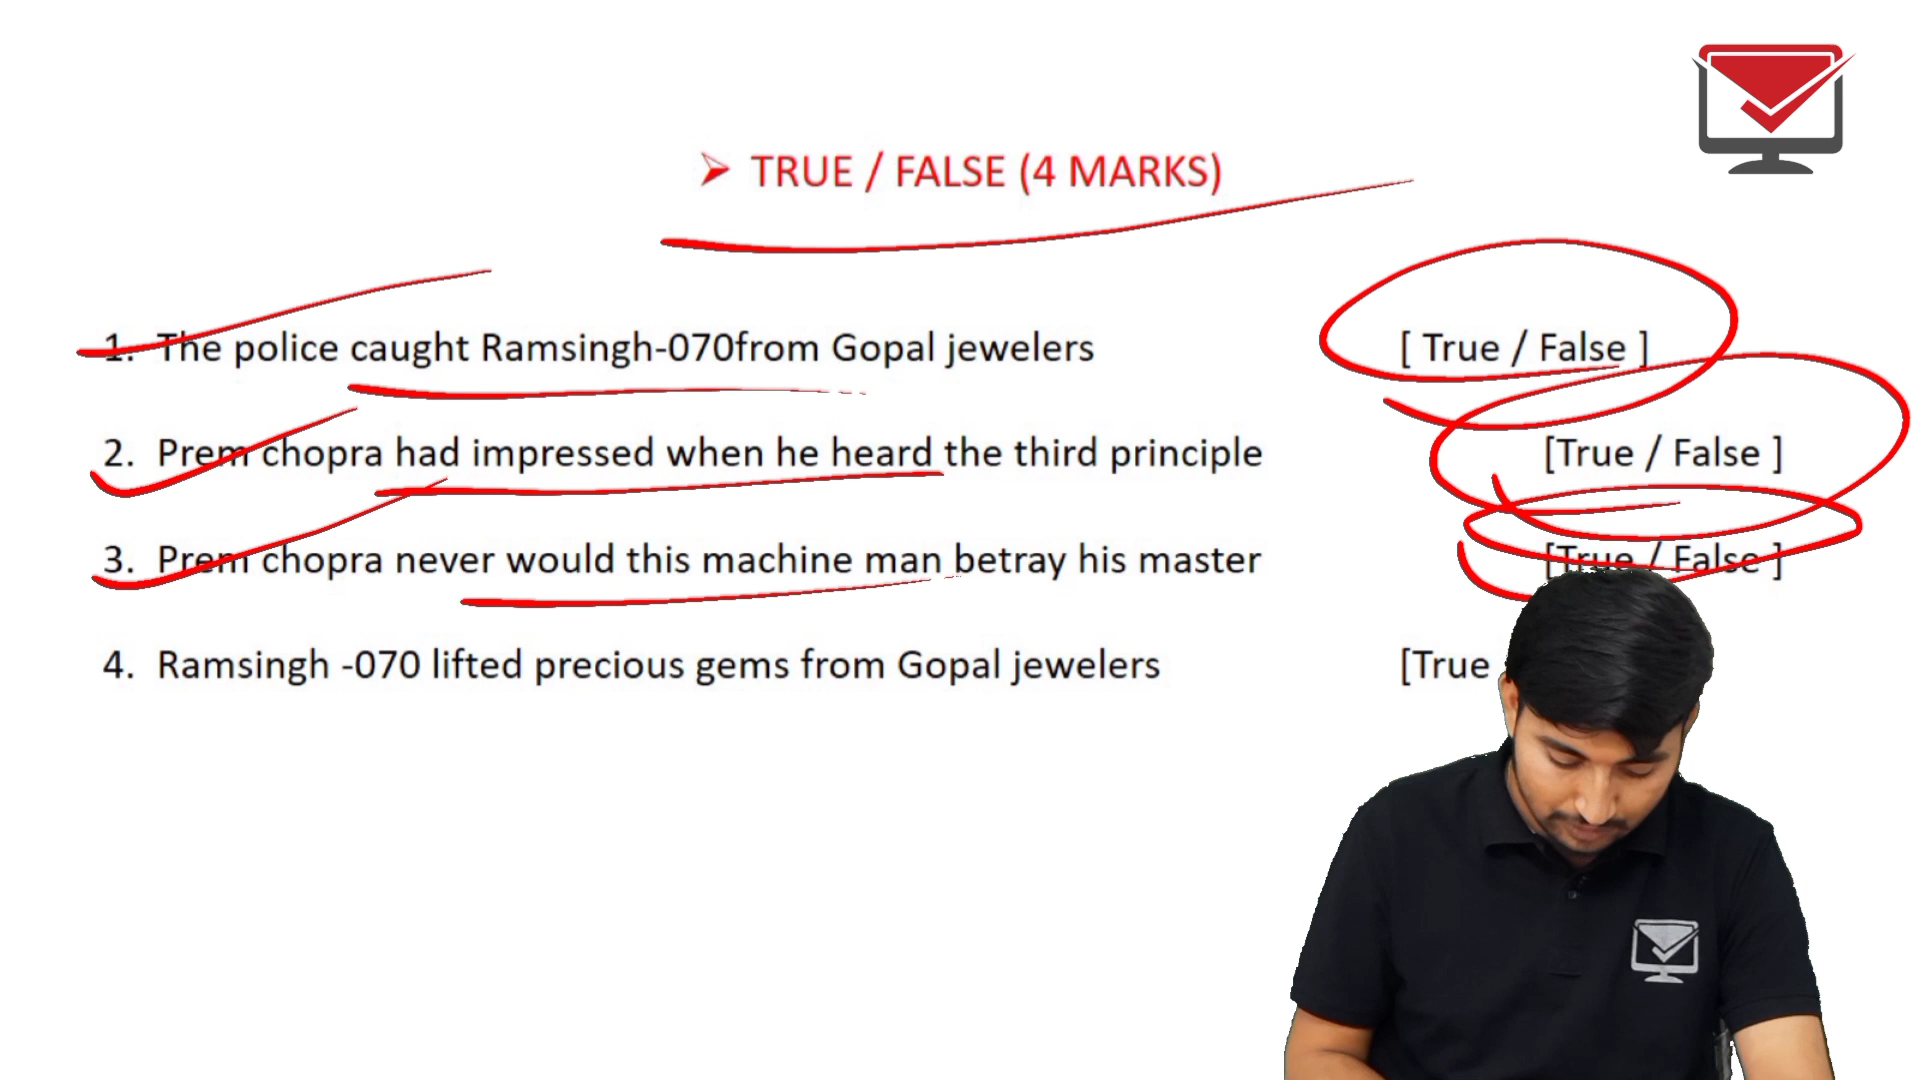 ➢ TRUE / FALSE (4 MARKS)
1. The police caught Ramsingh-070from Gopal jewelers [ True / False ]
2. Prem chopra had impressed when he heard the third principle [True / False ]
3. Prem chopra never would this machine man betray his master [True / False ]
4. Ramsingh -070 lifted precious gems from Gopal jewelers [True